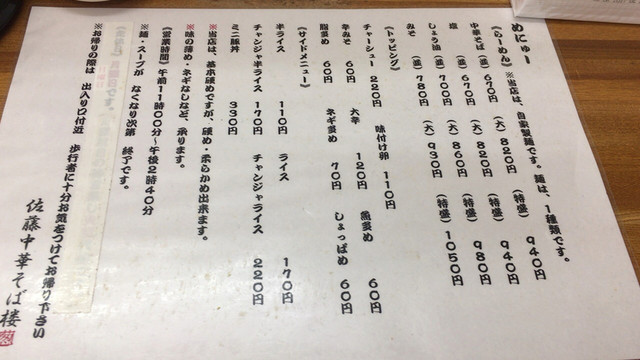 めにゅー ※当店は、自家製麺です。麺は、1種類です。
《らーめん》
中華そば (並) 670円 (大) 820円 (特盛) 940円
塩 (並) 670円 (大) 820円 (特盛) 940円
しょう油 (並) 700円 (大) 860円 (特盛) 980円
みそ (並) 780円 (大) 930円 (特盛) 1050円
《トッピング》
チャーシュー 220円 味付け卵 110円
辛みそ 60円 大辛 120円 魚多め 60円
脂多め 60円 ネギ多め 70円 しょっぱめ 60円
《サイドメニュー》
半ライス 110円 ライス 170円
チャンジャ半ライス 170円 チャンジャライス 220円
ミニ豚丼 330円
※当店は、基本硬めですが、硬め・柔らかめ出来ます。
※味の薄め・ネギなしなど、承ります。
《営業時間》 午前11時00分~午後2時40分
※麺・スープが なくなり次第 終了です。
※お帰りの際は 出入り口付近 歩行者に十分お気をつけてお帰り下さい
佐藤中華そば楼